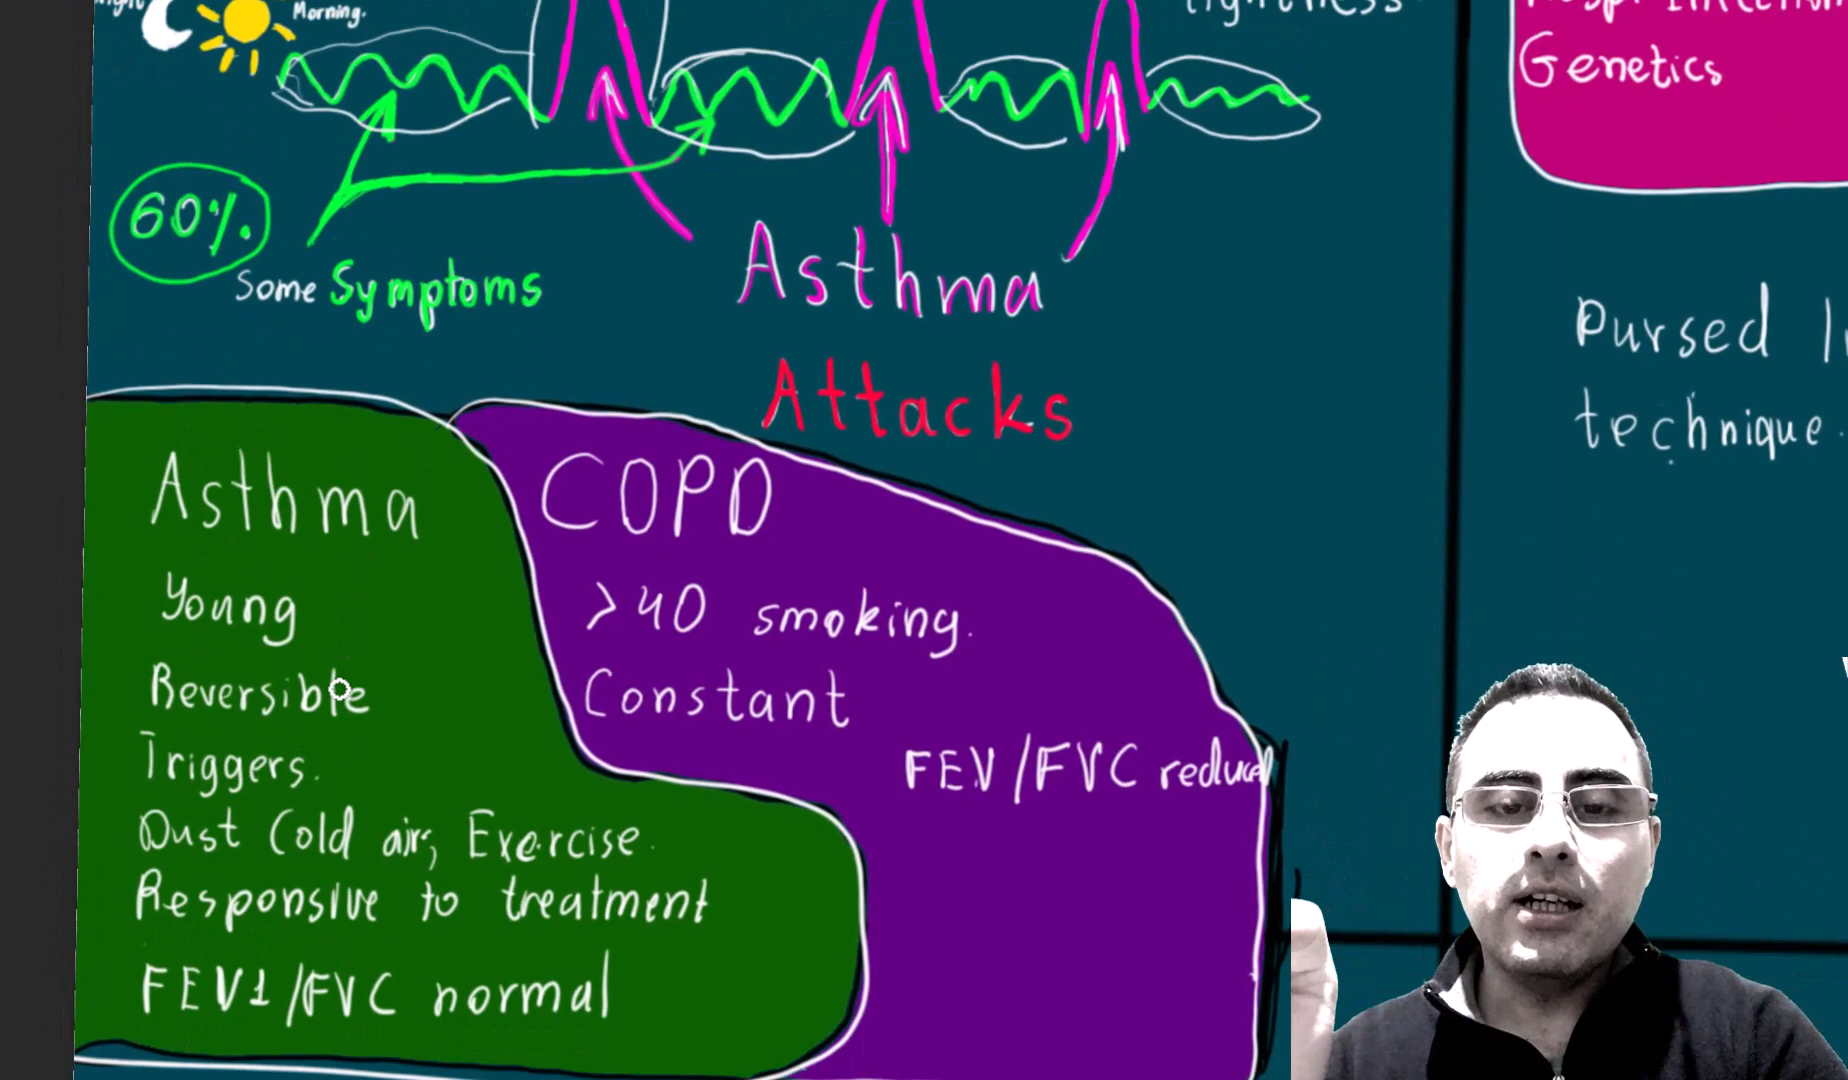 Morning.
Genetics
60%.
Some Symptoms
Asthma
Attacks
Pursed
technique.
Asthma
Young
Reversible
Triggers.
Dust Cold air, Exercise.
Responsive to treatment
FEV1/FVC normal
COPD
>40 smoking.
Constant
FEV/FVC reduced